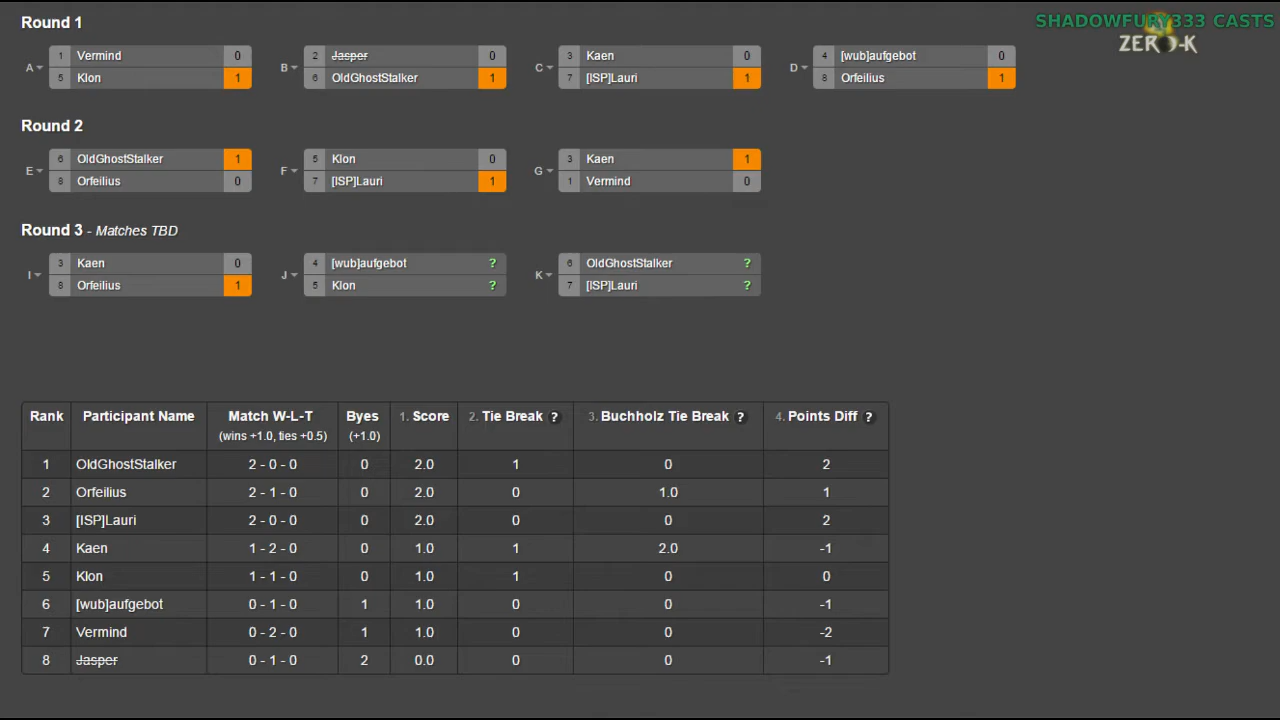 SHADOWFURY333 CASTS
ZERO-K
Round 1
A 1 Vermind 0
5 Klon 1
B 2 Jasper 0
6 OldGhostStalker 1
C 3 Kaen 0
7 [ISP]Lauri 1
D 4 [wub]aufgebot 0
8 Orfeilius 1
Round 2
E 6 OldGhostStalker 1
8 Orfeilius 0
F 5 Klon 0
7 [ISP]Lauri 1
G 3 Kaen 1
1 Vermind 0
Round 3 - Matches TBD
I 3 Kaen 0
8 Orfeilius 1
J 4 [wub]aufgebot ?
5 Klon ?
K 6 OldGhostStalker ?
7 [ISP]Lauri ?
Rank Participant Name Match W-L-T Byes 1. Score 2. Tie Break ? 3. Buchholz Tie Break ? 4. Points Diff ?
(wins +1.0, ties +0.5) (+1.0)
1 OldGhostStalker 2 - 0 - 0 0 2.0 1 0 2
2 Orfeilius 2 - 1 - 0 0 2.0 0 1.0 1
3 [ISP]Lauri 2 - 0 - 0 0 2.0 0 0 2
4 Kaen 1 - 2 - 0 0 1.0 1 2.0 -1
5 Klon 1 - 1 - 0 0 1.0 1 0 0
6 [wub]aufgebot 0 - 1 - 0 1 1.0 0 0 -1
7 Vermind 0 - 2 - 0 1 1.0 0 0 -2
8 Jasper 0 - 1 - 0 2 0.0 0 0 -1